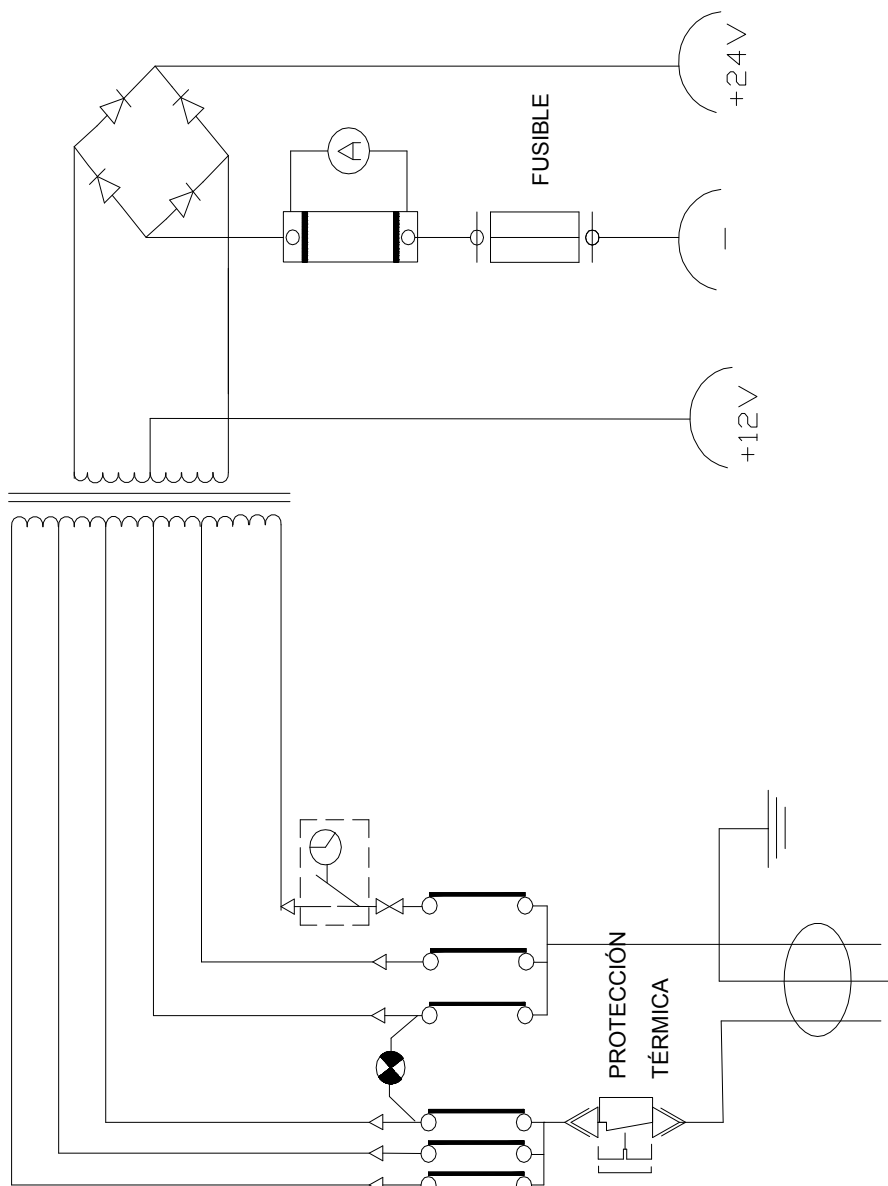 +24V
A
FUSIBLE
—
+12V
PROTECCIÓN
TÉRMICA